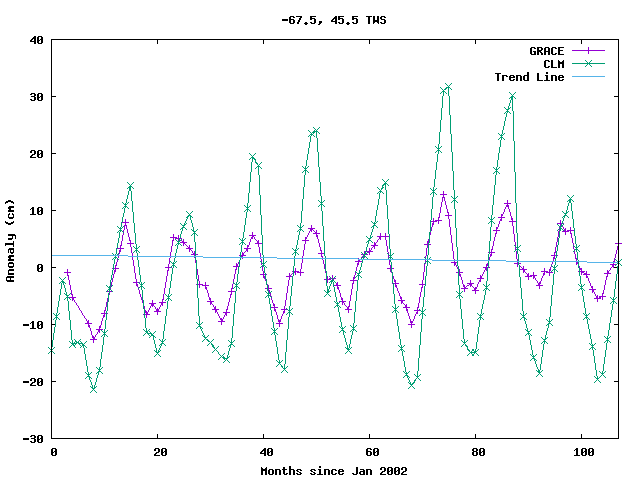 -67.5, 45.5 TWS
40
30
20
10
0
-10
-20
-30
Anomaly (cm)
GRACE
CLM
Trend Line
0 20 40 60 80 100
Months since Jan 2002